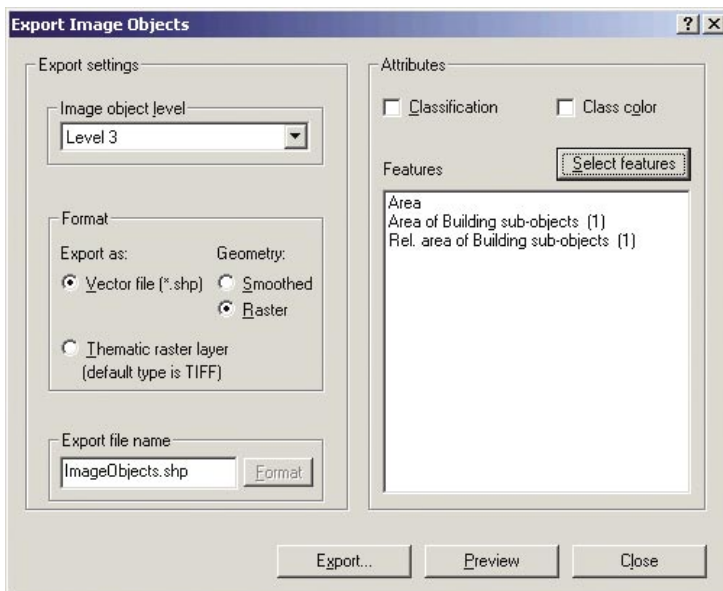 Export Image Objects
Export settings
Image object level
Level 3
Format
Export as:
Geometry:
Vector file (*.shp)
Smoothed
Raster
Thematic raster layer
(default type is TIFF)
Export file name
ImageObjects.shp
Format
Attributes
Classification
Class color
Features
Select features
Area
Area of Building sub-objects (1)
Rel. area of Building sub-objects (1)
Export...
Preview
Close